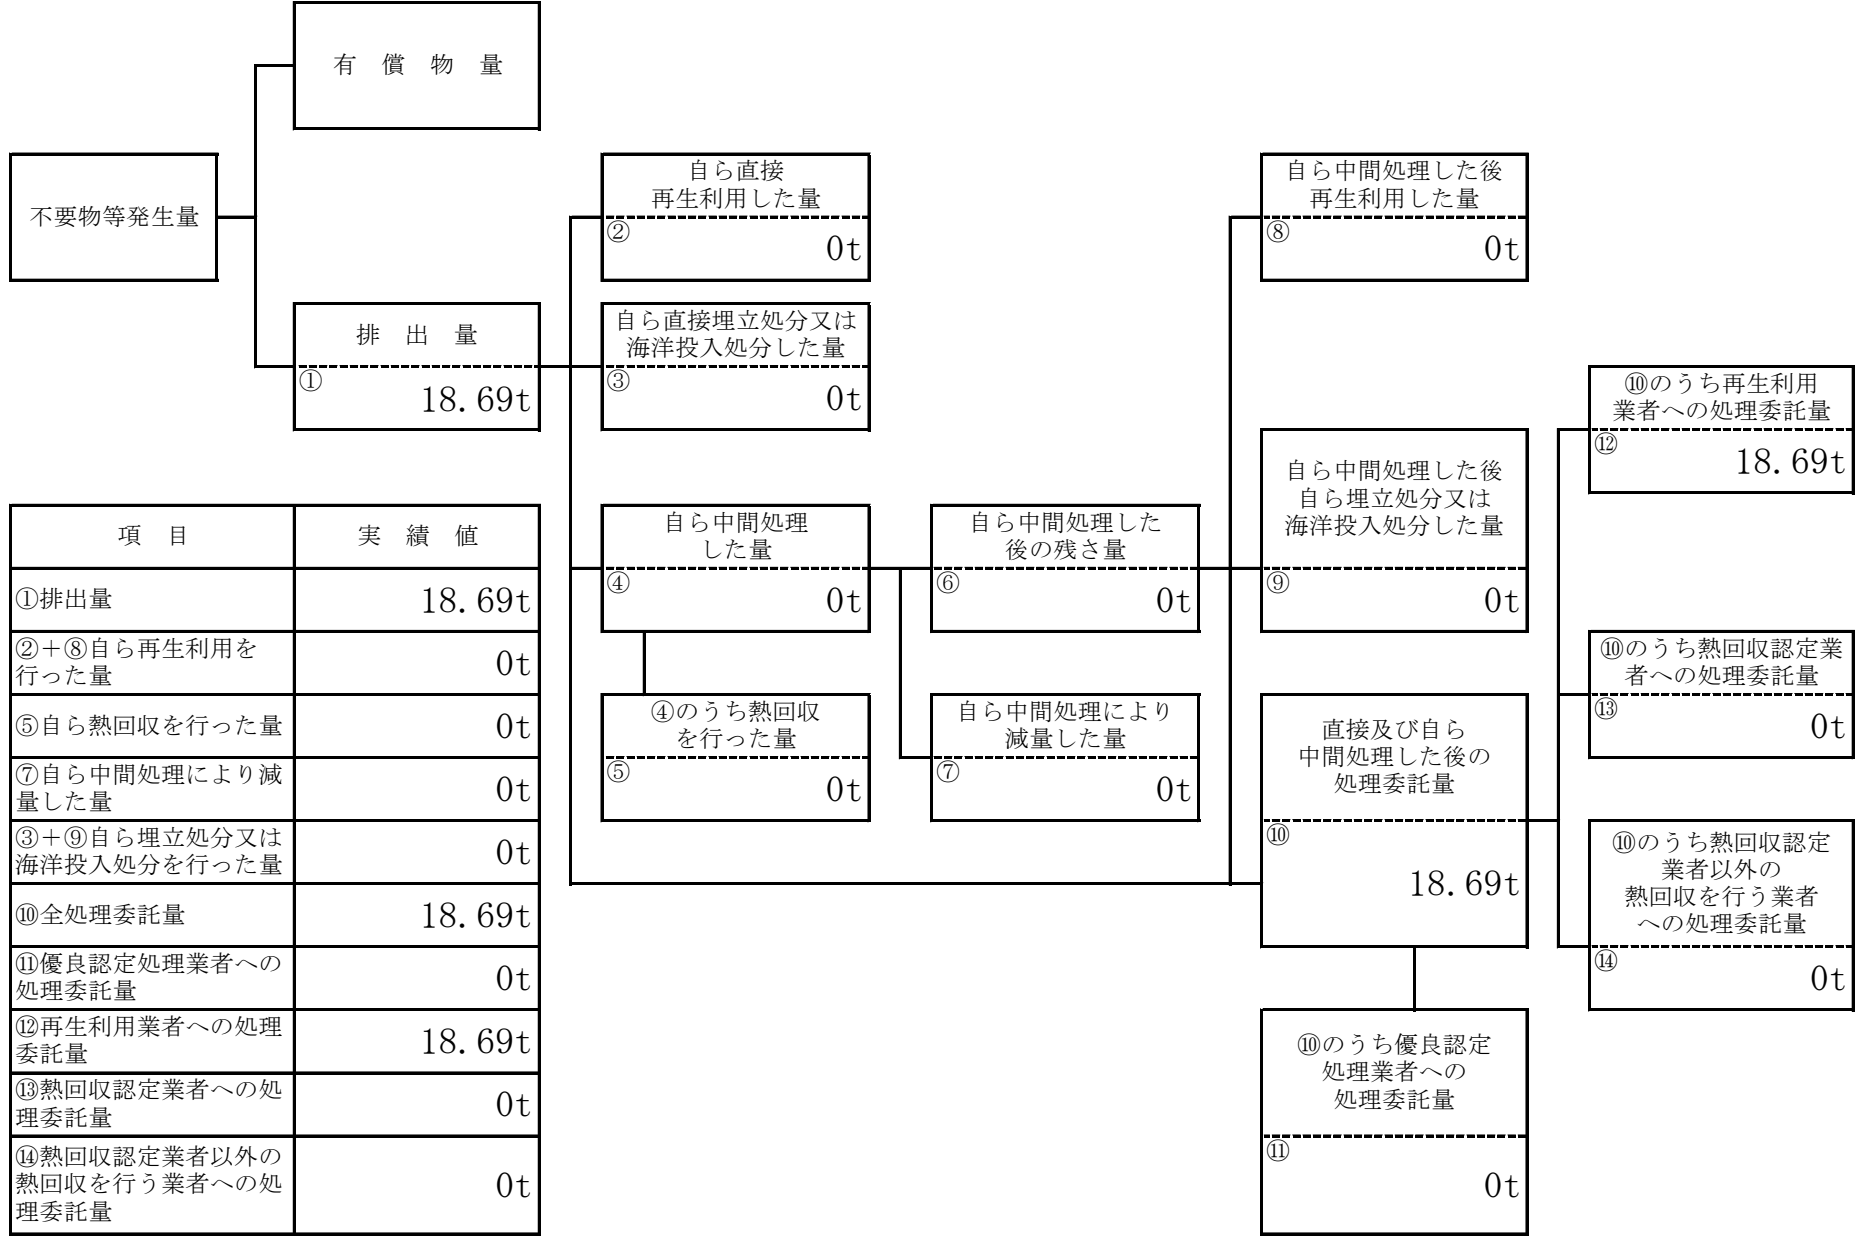 有　償　物　量
不要物等発生量
排　出　量
①
18.69t
自ら直接
再生利用した量
②
0t
自ら直接埋立処分又は
海洋投入処分した量
③
0t
自ら中間処理
した量
④
0t
④のうち熱回収
を行った量
⑤
0t
自ら中間処理した
後の残さ量
⑥
0t
自ら中間処理により
減量した量
⑦
0t
自ら中間処理した後
再生利用した量
⑧
0t
自ら中間処理した後
自ら埋立処分又は
海洋投入処分した量
⑨
0t
直接及び自ら
中間処理した後の
処理委託量
⑩
18.69t
⑩のうち優良認定
処理業者への
処理委託量
⑪
0t
⑩のうち再生利用
業者への処理委託量
⑫
18.69t
⑩のうち熱回収認定業
者への処理委託量
⑬
0t
⑩のうち熱回収認定
業者以外の
熱回収を行う業者
への処理委託量
⑭
0t
項　目
実　績　値
①排出量
18.69t
②＋⑧自ら再生利用を
行った量
0t
⑤自ら熱回収を行った量
0t
⑦自ら中間処理により減
量した量
0t
③＋⑨自ら埋立処分又は
海洋投入処分を行った量
0t
⑩全処理委託量
18.69t
⑪優良認定処理業者への
処理委託量
0t
⑫再生利用業者への処理
委託量
18.69t
⑬熱回収認定業者への処
理委託量
0t
⑭熱回収認定業者以外の
熱回収を行う業者への処
理委託量
0t